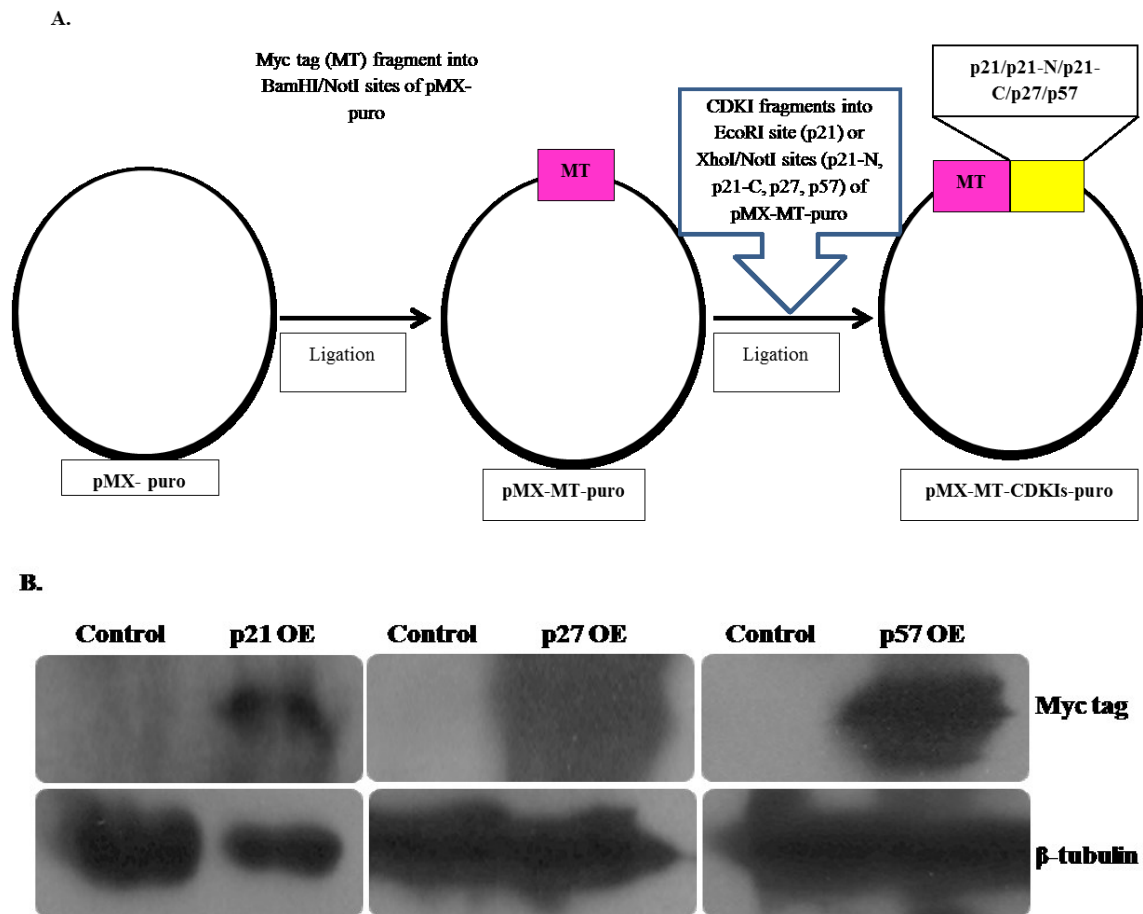 A.
Myc tag (MT) fragment into
BamHI/NotI sites of pMX-
puro
CDKI fragments into
EcoRI site (p21) or
XhoI/NotI sites (p21-N,
p21-C, p27, p57) of
pMX-MT-puro
p21/p21-N/p21-
C/p27/p57
MT
MT
Ligation
Ligation
pMX- puro
pMX-MT-puro
pMX-MT-CDKIs-puro
B.
Control p21 OE Control p27 OE Control p57 OE
Myc tag
β-tubulin